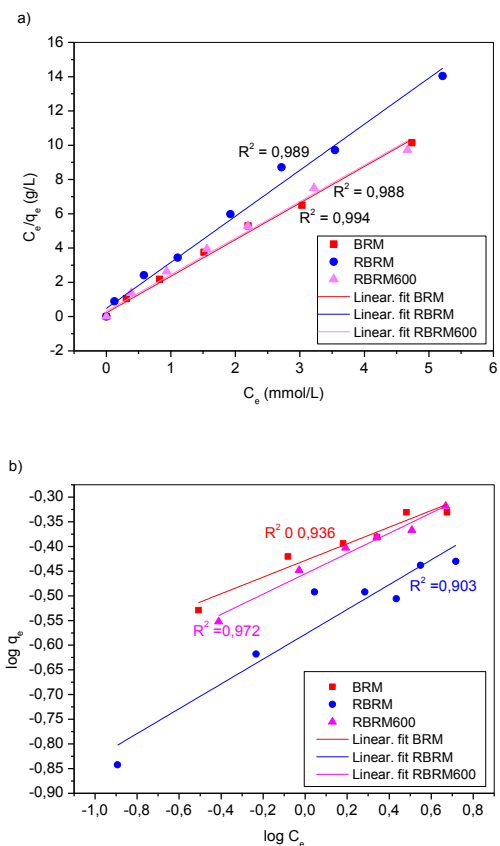 a)
16
14
12
10
8
6
4
2
0
-2
C_e/q_e (g/L)
R² = 0,989
R² = 0,988
R² = 0,994
BRM
RBRM
RBRM600
Linear. fit BRM
Linear. fit RBRM
Linear. fit RBRM600
0 1 2 3 4 5 6
C_e (mmol/L)
b)
-0,30
-0,35
-0,40
-0,45
-0,50
-0,55
-0,60
-0,65
-0,70
-0,75
-0,80
-0,85
-0,90
log q_e
R² 0 0,936
R² =0,903
R² =0,972
BRM
RBRM
RBRM600
Linear. fit BRM
Linear. fit RBRM
Linear. fit RBRM600
-1,0 -0,8 -0,6 -0,4 -0,2 0,0 0,2 0,4 0,6 0,8
log C_e